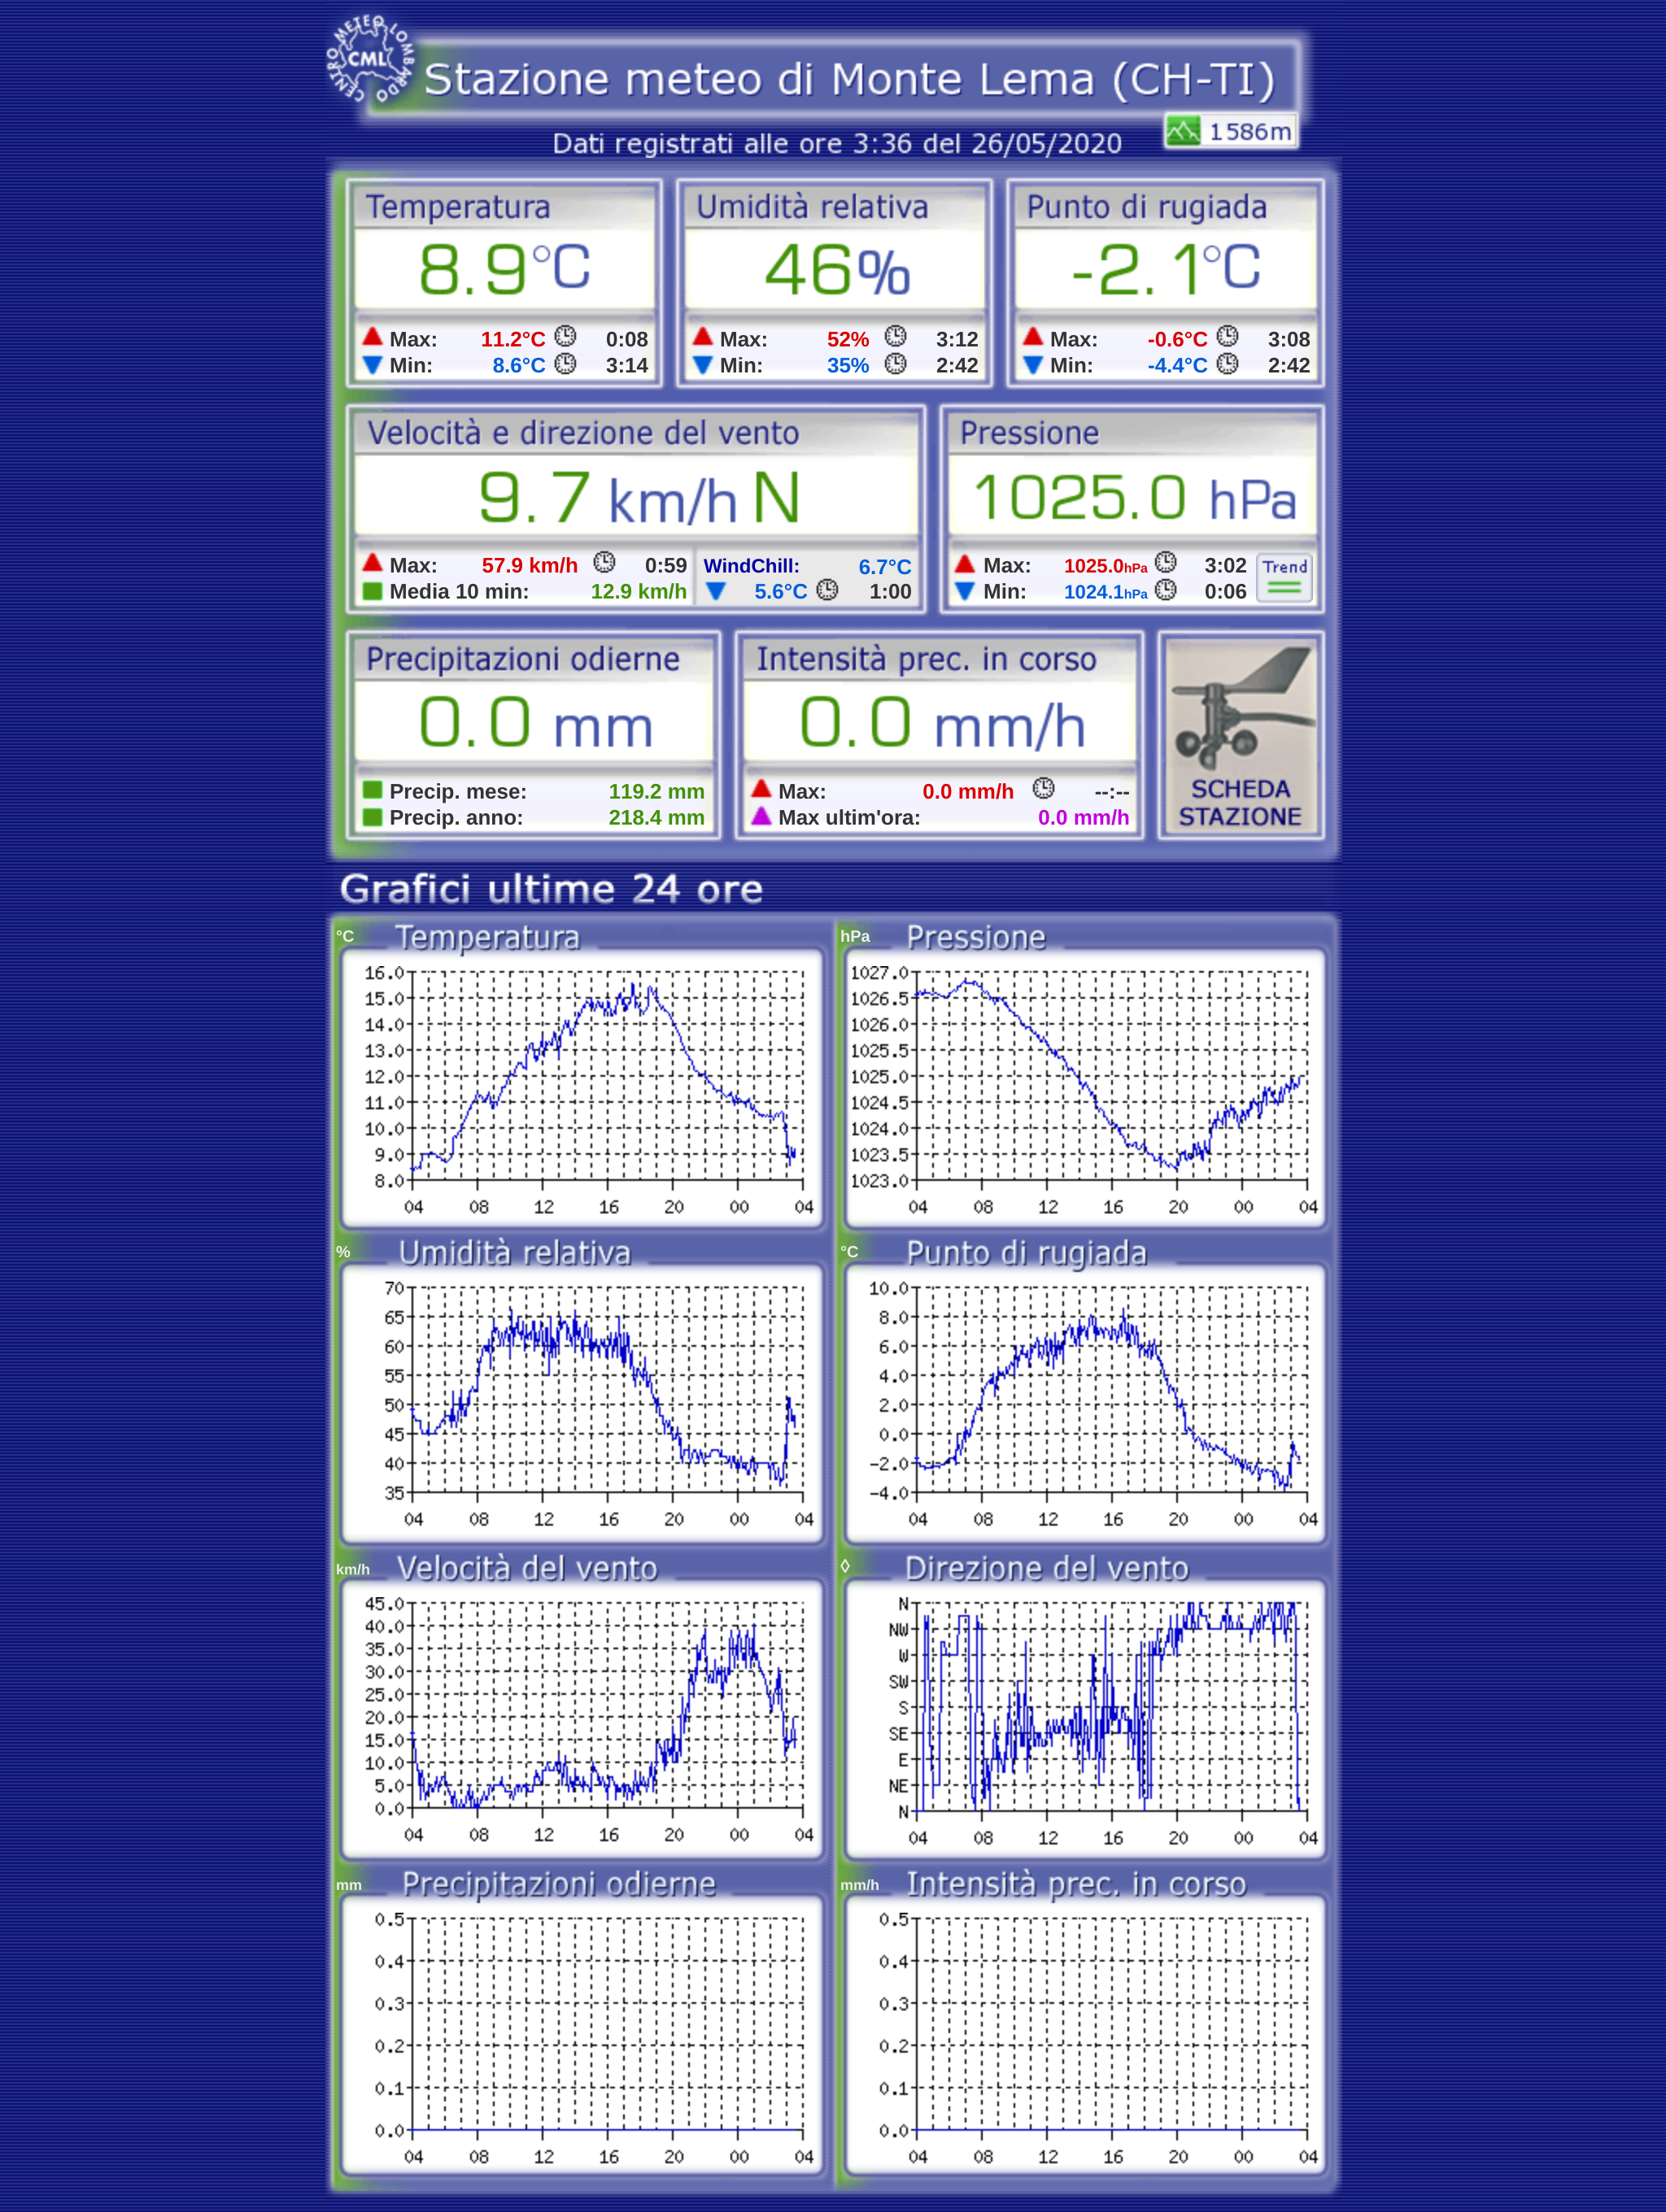 CENTRO METEO LOMBARDO
CML
Stazione meteo di Monte Lema (CH-TI)
Dati registrati alle ore 3:36 del 26/05/2020
1586m
Temperatura Umidità relativa Punto di rugiada
8.9°C 46% -2.1°C
Max: 11.2°C 0:08 Max: 52% 3:12 Max: -0.6°C 3:08
Min: 8.6°C 3:14 Min: 35% 2:42 Min: -4.4°C 2:42
Velocità e direzione del vento Pressione
9.7 km/h N 1025.0 hPa
Max: 57.9 km/h 0:59 WindChill: 6.7°C Max: 1025.0hPa 3:02 Trend
Media 10 min: 12.9 km/h 5.6°C 1:00 Min: 1024.1hPa 0:06
Precipitazioni odierne Intensità prec. in corso
0.0 mm 0.0 mm/h
Precip. mese: 119.2 mm Max: 0.0 mm/h --:-- SCHEDA
Precip. anno: 218.4 mm Max ultim'ora: 0.0 mm/h STAZIONE
Grafici ultime 24 ore
°C Temperatura
16.0
15.0
14.0
13.0
12.0
11.0
10.0
9.0
8.0
04 08 12 16 20 00 04
hPa Pressione
1027.0
1026.5
1026.0
1025.5
1025.0
1024.5
1024.0
1023.5
1023.0
04 08 12 16 20 00 04
% Umidità relativa
70
65
60
55
50
45
40
35
04 08 12 16 20 00 04
°C Punto di rugiada
10.0
8.0
6.0
4.0
2.0
0.0
-2.0
-4.0
04 08 12 16 20 00 04
km/h Velocità del vento
45.0
40.0
35.0
30.0
25.0
20.0
15.0
10.0
5.0
0.0
04 08 12 16 20 00 04
◊ Direzione del vento
N
NW
W
SW
S
SE
E
NE
N
04 08 12 16 20 00 04
mm Precipitazioni odierne
0.5
0.4
0.3
0.2
0.1
0.0
04 08 12 16 20 00 04
mm/h Intensità prec. in corso
0.5
0.4
0.3
0.2
0.1
0.0
04 08 12 16 20 00 04